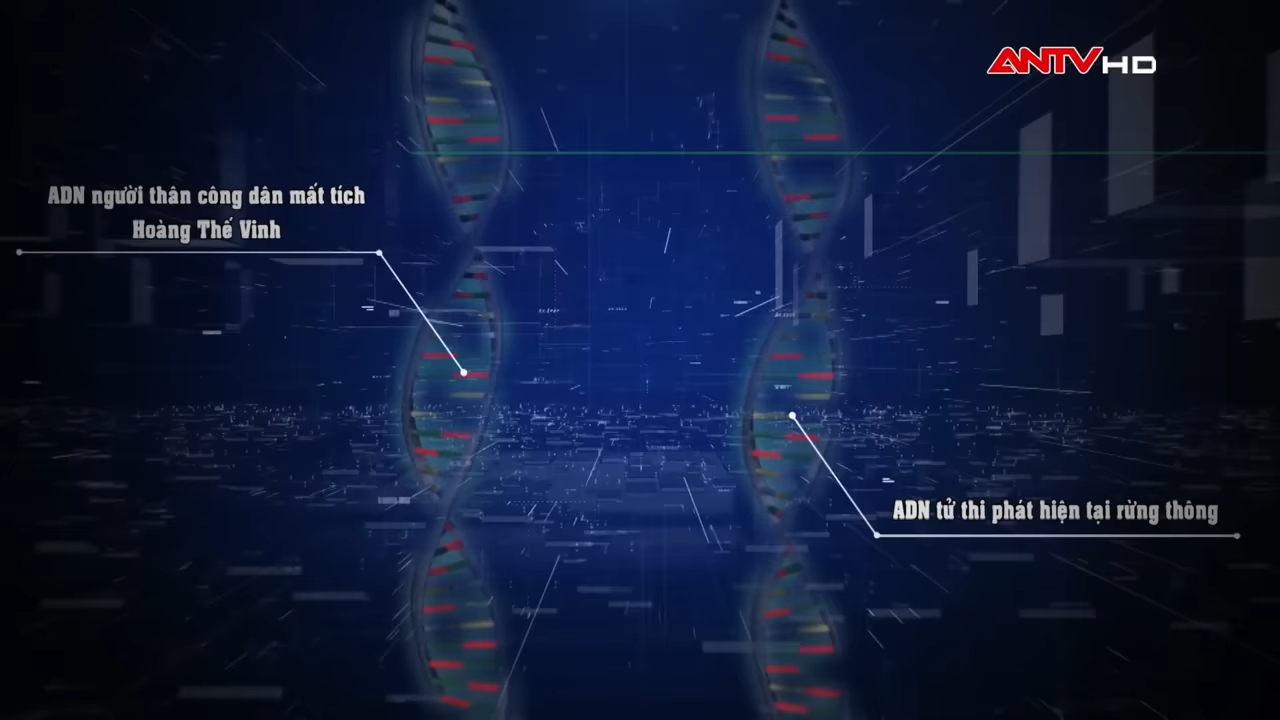 ANTV HD
ADN người thân công dân mất tích
Hoàng Thế Vinh
ADN tử thi phát hiện tại rừng thông